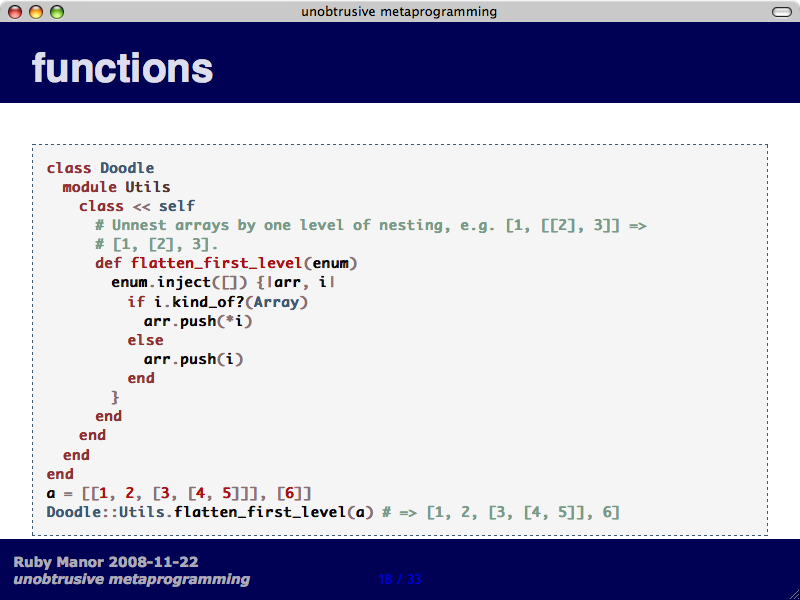 unobtrusive metaprogramming
functions
class Doodle
  module Utils
    class << self
      # Unnest arrays by one level of nesting, e.g. [1, [[2], 3]] =>
      # [1, [2], 3].
      def flatten_first_level(enum)
        enum.inject([]) {|arr, i|
          if i.kind_of?(Array)
            arr.push(*i)
          else
            arr.push(i)
          end
        }
      end
    end
  end
end
a = [[1, 2, [3, [4, 5]]], [6]]
Doodle::Utils.flatten_first_level(a) # => [1, 2, [3, [4, 5]], 6]
Ruby Manor 2008-11-22
unobtrusive metaprogramming
18 / 33